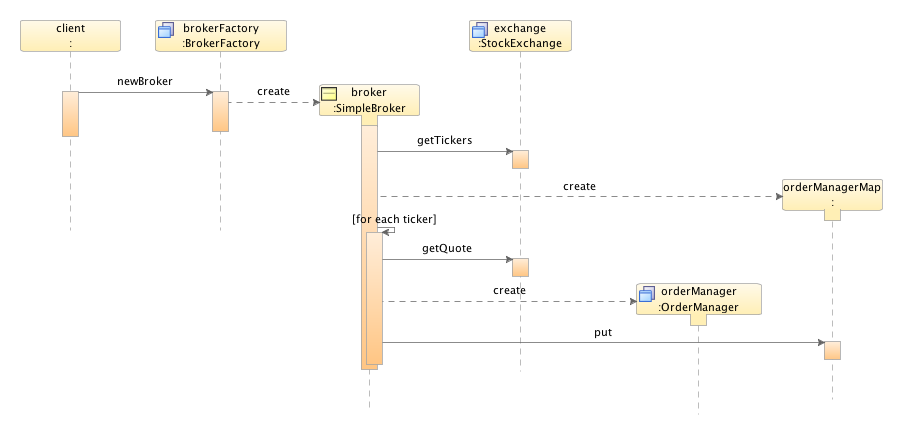 client
:
brokerFactory
:BrokerFactory
exchange
:StockExchange
newBroker
create
broker
:SimpleBroker
getTickers
create
orderManagerMap
:
[for each ticker]
getQuote
create
orderManager
:OrderManager
put